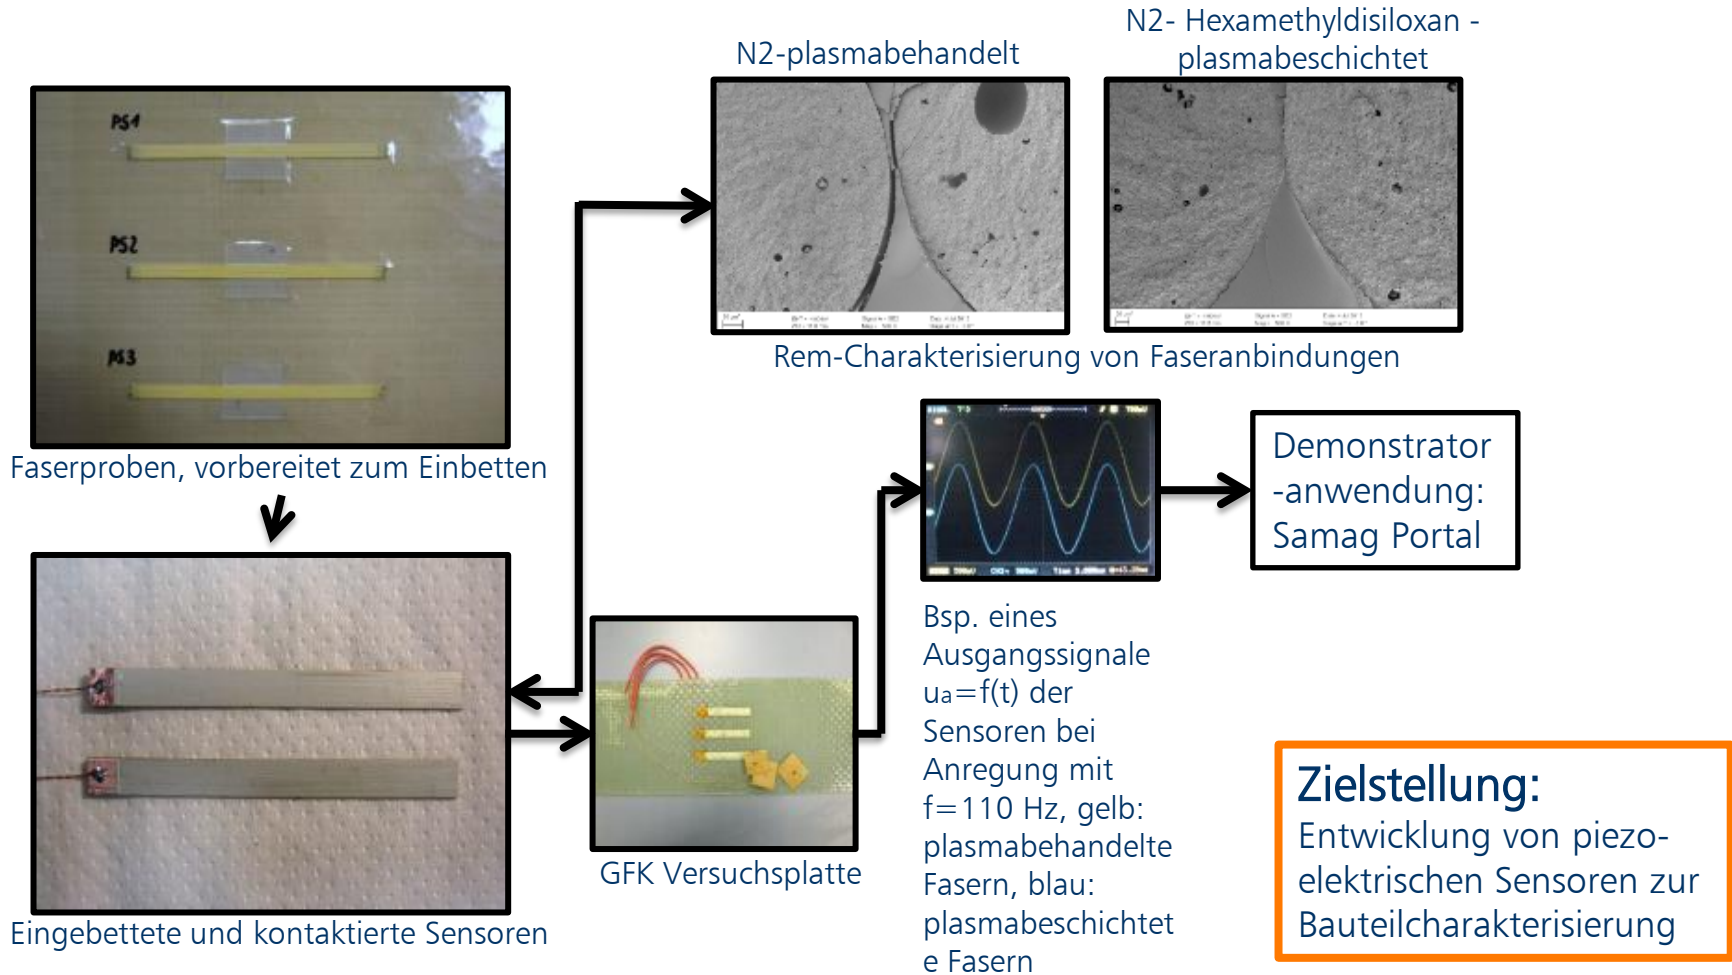 N2-plasmabehandelt
N2- Hexamethyldisiloxan -
plasmabeschichtet
PS1
PS2
PS3
Rem-Charakterisierung von Faseranbindungen
Faserproben, vorbereitet zum Einbetten
Demonstrator
-anwendung:
Samag Portal
Bsp. eines
Ausgangssignale
ua=f(t) der
Sensoren bei
Anregung mit
f=110 Hz, gelb:
plasmabehandelte
Fasern, blau:
plasmabeschichtet
e Fasern
GFK Versuchsplatte
Eingebettete und kontaktierte Sensoren
Zielstellung:
Entwicklung von piezo-
elektrischen Sensoren zur
Bauteilcharakterisierung